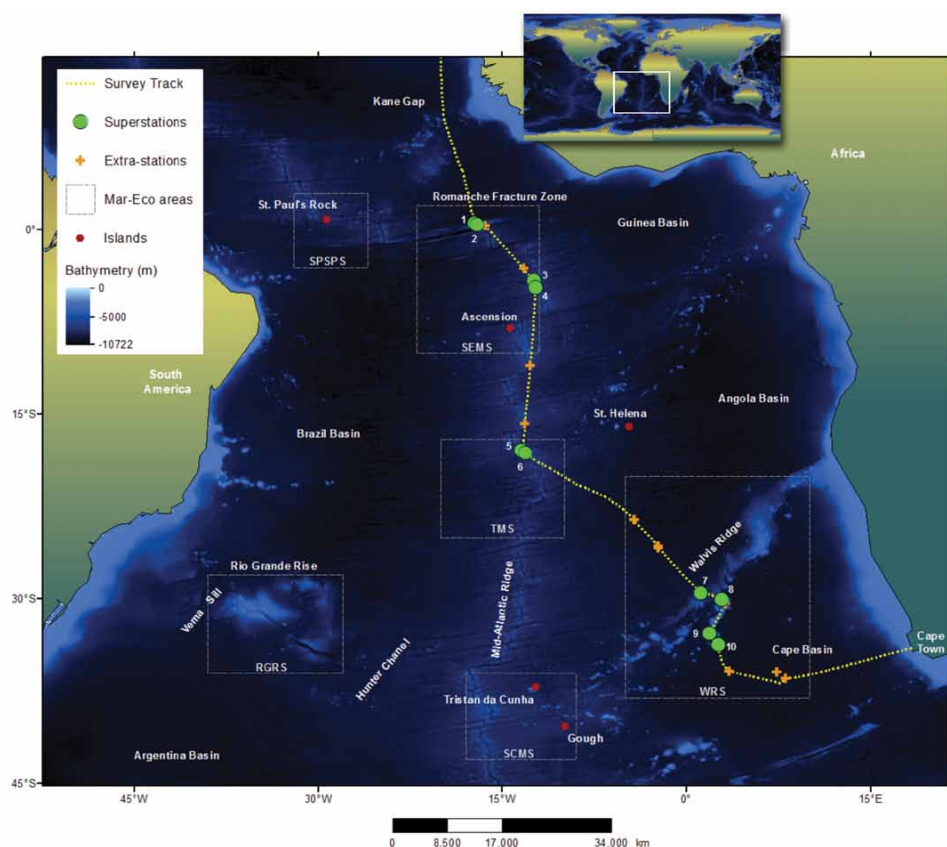 Survey Track
Superstations
Extra-stations
Mar-Eco areas
Islands
Bathymetry (m)
0
-5000
-10722
Kane Gap
Africa
St. Paul's Rock
Romanche Fracture Zone
Guinea Basin
1
2
SPSPS
0°
3
4
Ascension
SEMS
South
America
St. Helena
Angola Basin
15°S
Brazil Basin
5
6
TMS
Walvis Ridge
Rio Grande Rise
Mid-Atlantic Ridge
7
8
30°S
Vema Sill
9
10
Cape Basin
Cape
Town
RGRS
Hunter Chanel
WRS
Tristan da Cunha
Gough
SCMS
Argentina Basin
45°S
45°W
30°W
15°W
0°
15°E
0 8.500 17.000 34.000 km